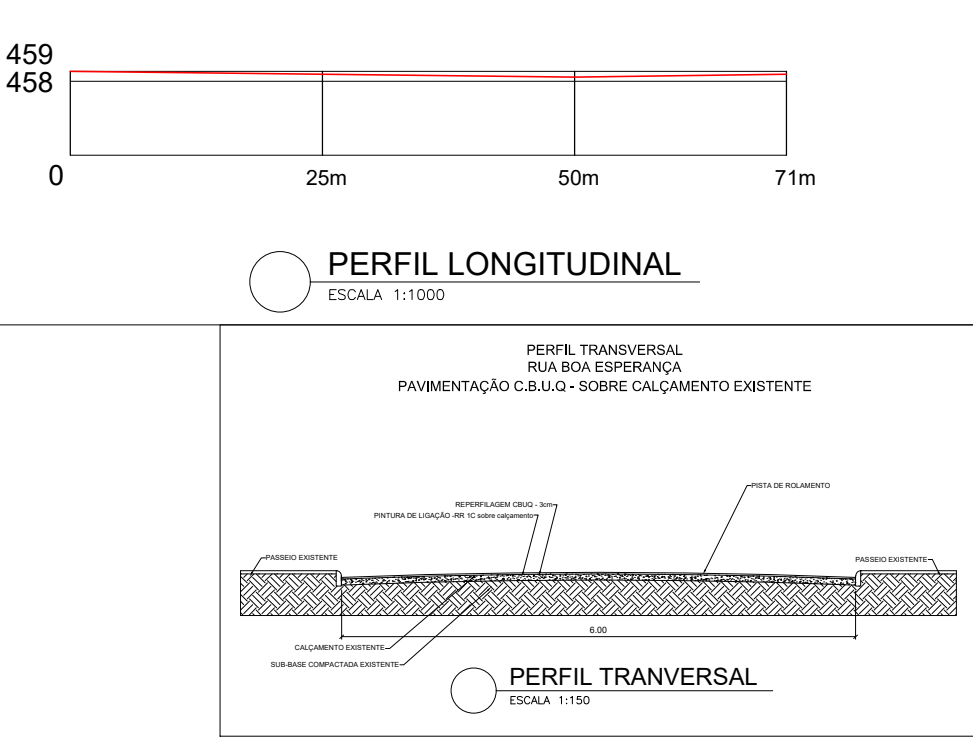 459
458
0
25m
50m
71m
PERFIL LONGITUDINAL
ESCALA 1:1000
PERFIL TRANSVERSAL
RUA BOA ESPERANÇA
PAVIMENTAÇÃO C.B.U.Q - SOBRE CALÇAMENTO EXISTENTE
PISTA DE ROLAMENTO
REPERFILAGEM CBUQ - 3cm
PINTURA DE LIGAÇÃO -RR 1C sobre calçamento
PASSEIO EXISTENTE
PASSEIO EXISTENTE
6.00
CALÇAMENTO EXISTENTE
SUB-BASE COMPACTADA EXISTENTE
PERFIL TRANVERSAL
ESCALA 1:150